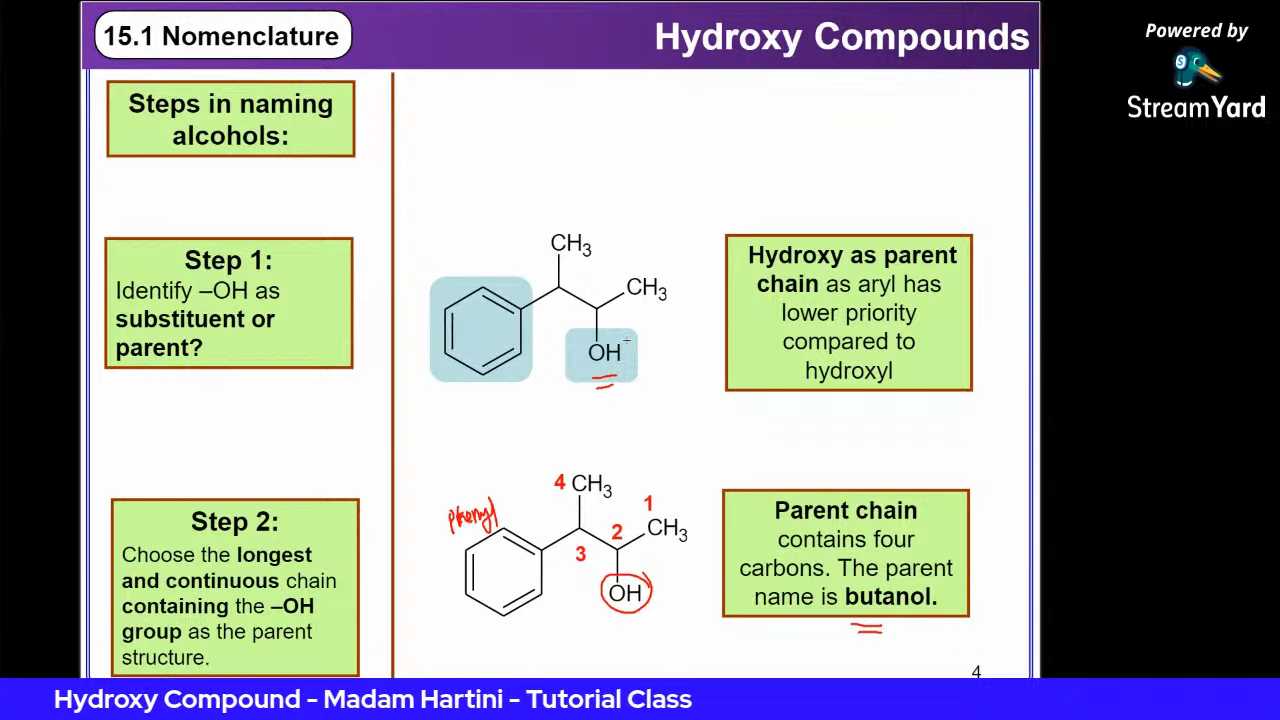 15.1 Nomenclature
Hydroxy Compounds
Powered by
S
StreamYard
Steps in naming
alcohols:
Step 1:
Identify –OH as
substituent or
parent?
CH3
CH3
OH
Hydroxy as parent
chain as aryl has
lower priority
compared to
hydroxyl
Step 2:
Choose the longest
and continuous chain
containing the –OH
group as the parent
structure.
phenyl
4 CH3
1
CH3
2
3
OH
Parent chain
contains four
carbons. The parent
name is butanol.
4
Hydroxy Compound - Madam Hartini - Tutorial Class